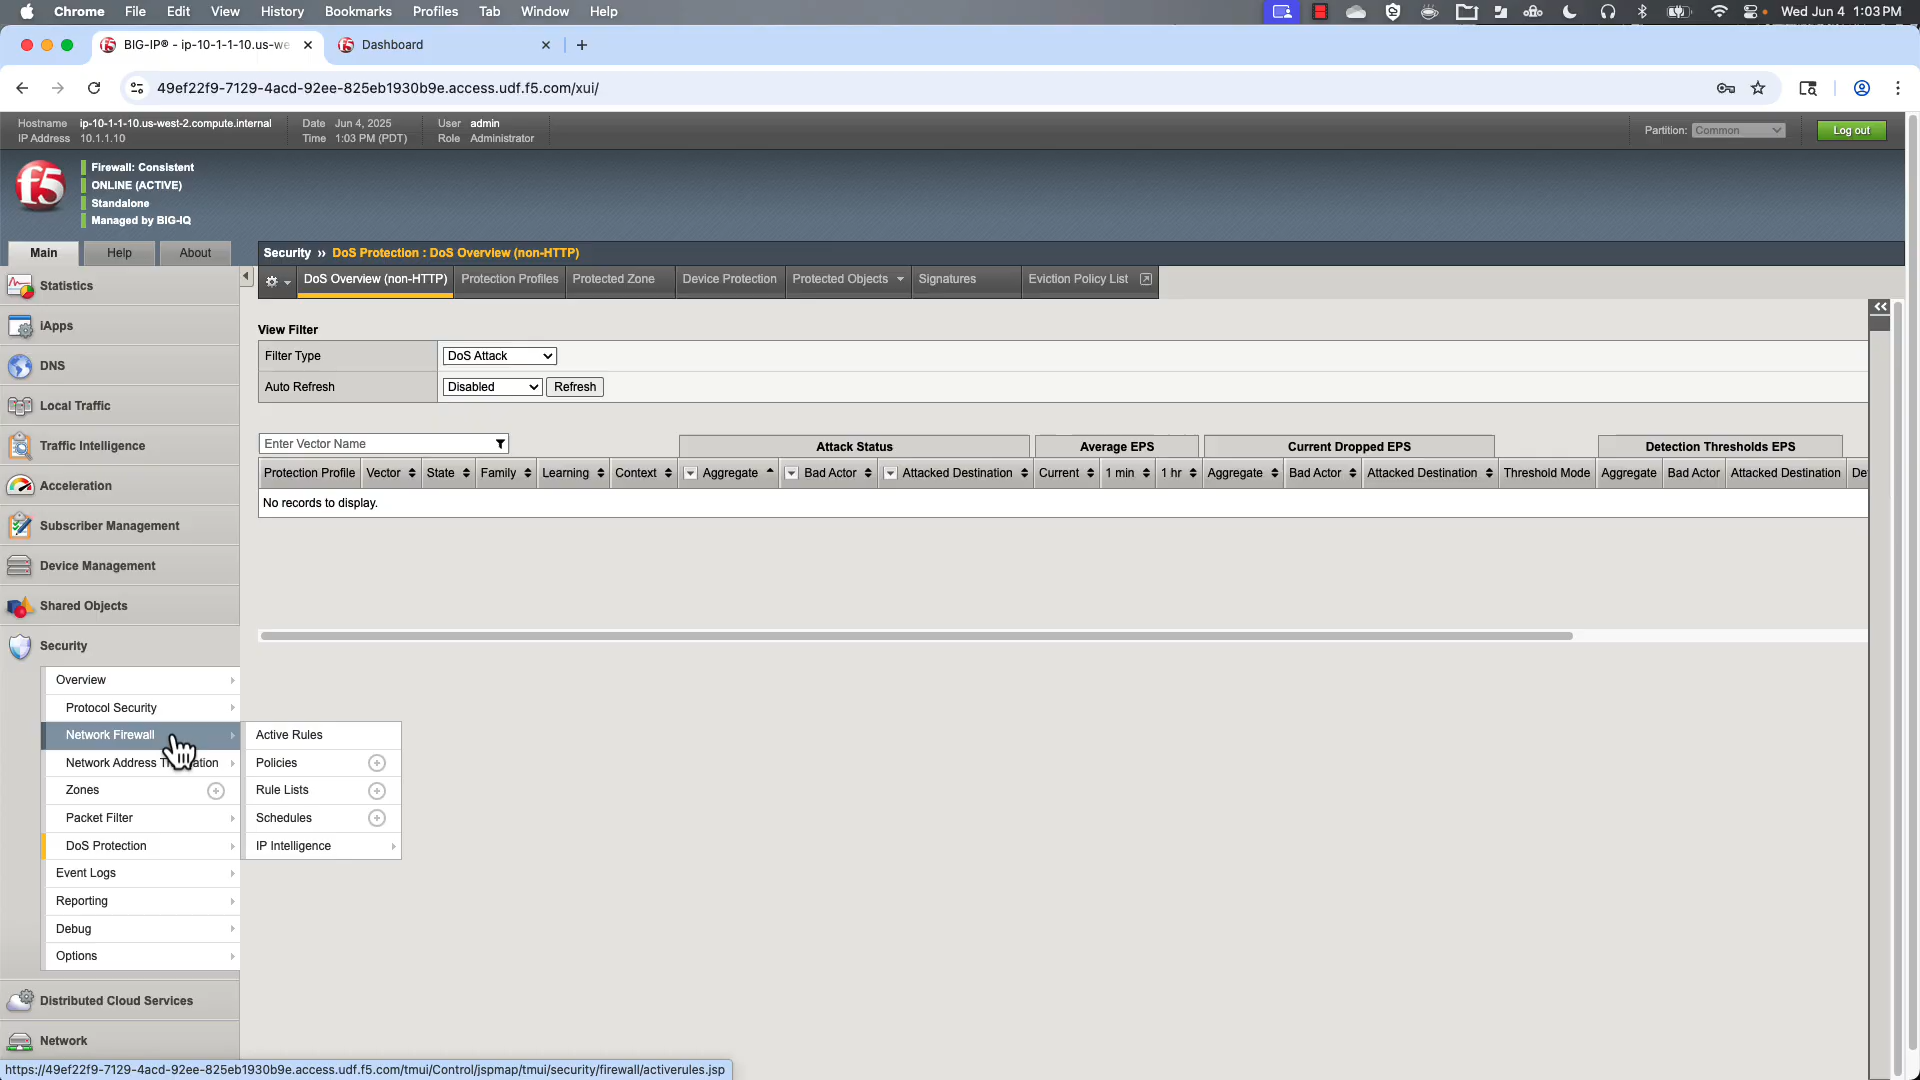 Chrome File Edit View History Bookmarks Profiles Tab Window Help Wed Jun 4 1:03 PM
BIG-IP® - ip-10-1-1-10.us-we Dashboard
49ef22f9-7129-4acd-92ee-825eb1930b9e.access.udf.f5.com/xui/
Hostname ip-10-1-1-10.us-west-2.compute.internal Date Jun 4, 2025 User admin
IP Address 10.1.1.10 Time 1:03 PM (PDT) Role Administrator
Partition: Common Log out
f5
Firewall: Consistent
ONLINE (ACTIVE)
Standalone
Managed by BIG-IQ
Main Help About
Security ›› DoS Protection : DoS Overview (non-HTTP)
DoS Overview (non-HTTP) Protection Profiles Protected Zone Device Protection Protected Objects Signatures Eviction Policy List
Statistics
iApps
DNS
Local Traffic
Traffic Intelligence
Acceleration
Subscriber Management
Device Management
Shared Objects
Security
Overview
Protocol Security
Network Firewall
Network Address
Zones
Packet Filter
DoS Protection
Event Logs
Reporting
Debug
Options
Distributed Cloud Services
Network
Active Rules
Policies
Rule Lists
Schedules
IP Intelligence
View Filter
Filter Type DoS Attack
Auto Refresh Disabled Refresh
Enter Vector Name Attack Status Average EPS Current Dropped EPS Detection Thresholds EPS
Protection Profile Vector State Family Learning Context Aggregate Bad Actor Attacked Destination Current 1 min 1 hr Aggregate Bad Actor Attacked Destination Threshold Mode Aggregate Bad Actor Attacked Destination De
No records to display.
https://49ef22f9-7129-4acd-92ee-825eb1930b9e.access.udf.f5.com/tmui/Control/jspmap/tmui/security/firewall/activerules.jsp